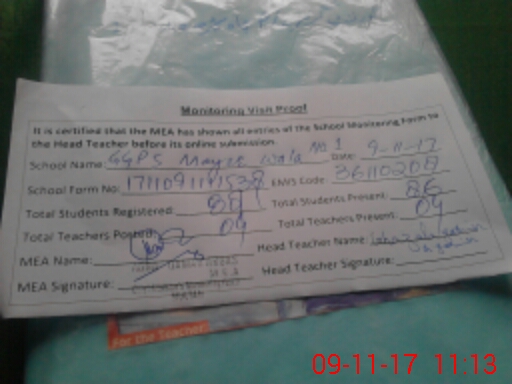 Monitoring Visit Proof
It is certified that the MEA has shown all entries of the School Monitoring Form to
the Head Teacher before its online submission.
School Name: GGPS Mayee wala No 1 Date: 9-11-17
School Form No: EMIS Code: 36110208
Total Students Registered: 89 Total Students Present: 86
Total Teachers Posted: 04 Total Teachers Present: 04
MEA Name: Head Teacher Name:
MEA Signature: Head Teacher Signature:
For the Teacher:
09-11-17 11:13